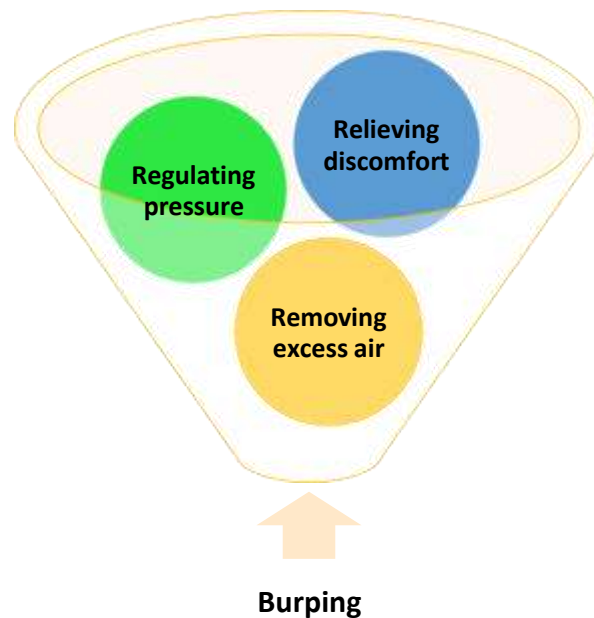 Relieving
discomfort
Regulating
pressure
Removing
excess air
Burping